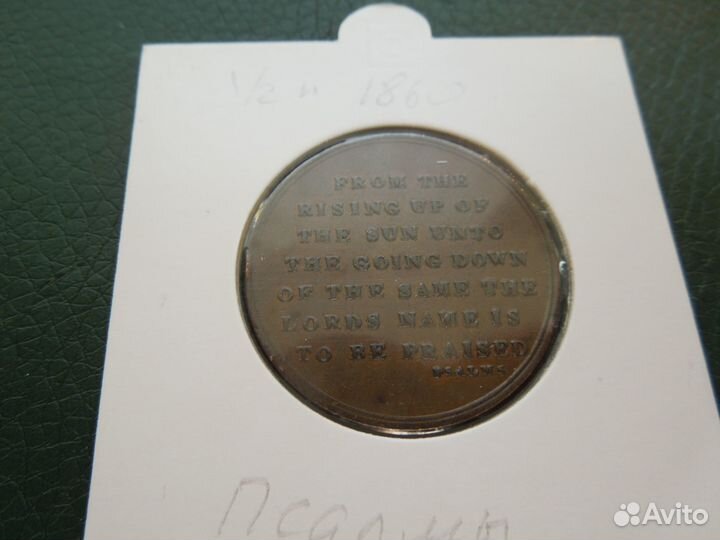 1/2 п 1860
FROM THE
RISING UP OF
THE SUN UNTO
THE GOING DOWN
OF THE SAME THE
LORDS NAME IS
TO BE PRAISED
PSALMS
Псалмы
Avito